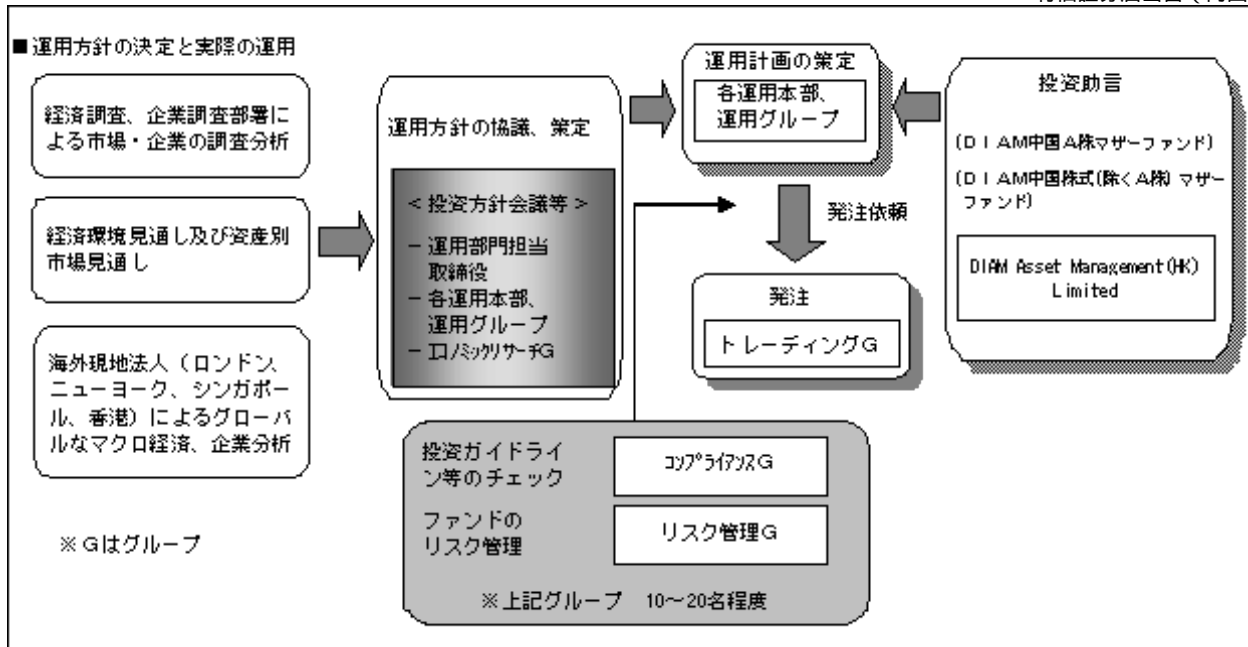 ■運用方針の決定と実際の運用
経済調査、企業調査部署に
よる市場・企業の調査分析
経済環境見通し及び資産別
市場見通し
海外現地法人（ロンドン、
ニューヨーク、シンガポー
ル、香港）によるグローバ
ルなマクロ経済、企業分析
※Gはグループ
運用方針の協議、策定
＜投資方針会議等＞
－運用部門担当
取締役
－各運用本部、
運用グループ
－エコノミックリサーチG
運用計画の策定
各運用本部、
運用グループ
発注依頼
発注
トレーディングG
投資助言
(DIAM中国A株マザーファンド)
(DIAM中国株式(除くA株)マザー
ファンド)
DIAM Asset Management(HK)
Limited
投資ガイドライ
ン等のチェック
コンプライアンスG
ファンドの
リスク管理
リスク管理G
※上記グループ 10～20名程度